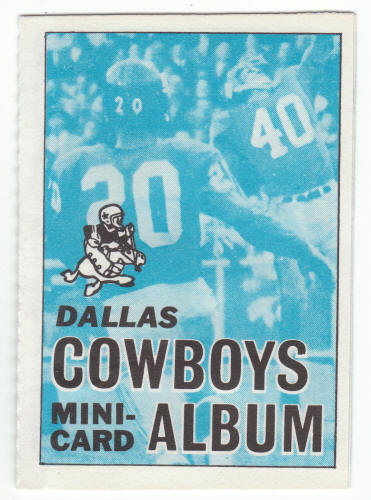 20
40
20
DALLAS
COWBOYS
MINI-
CARD ALBUM